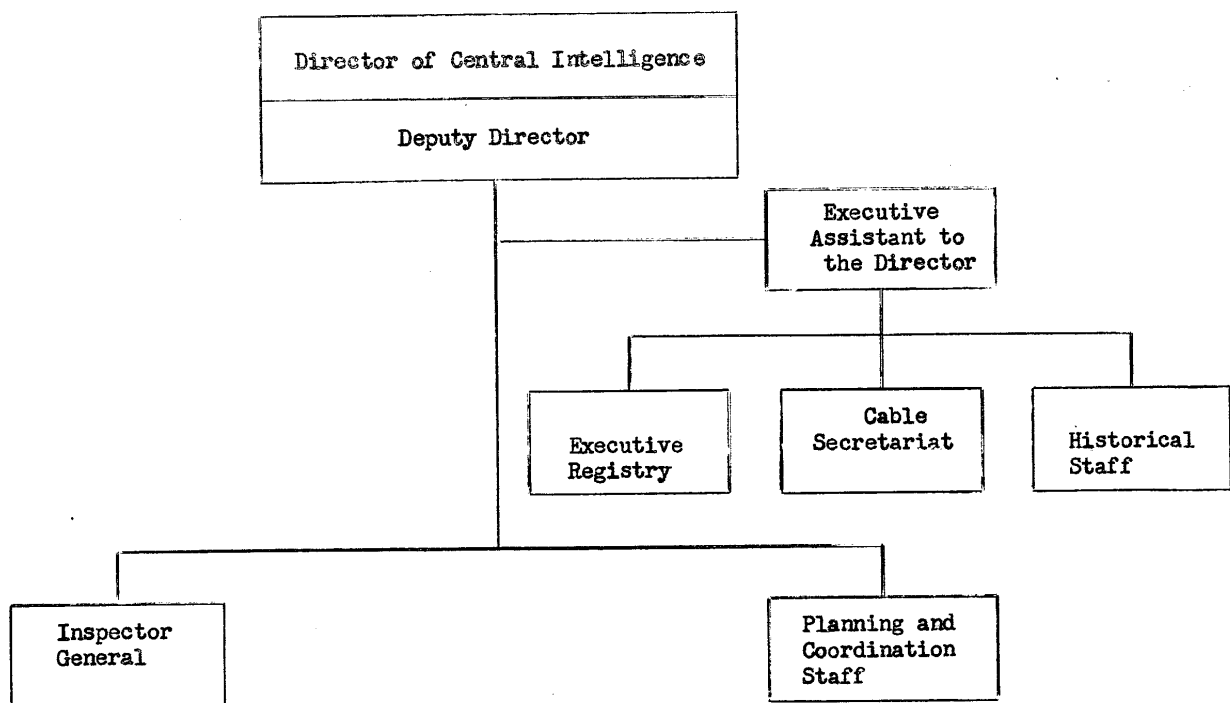 Director of Central Intelligence
Deputy Director
Executive
Assistant to
the Director
Executive
Registry
Cable
Secretariat
Historical
Staff
Inspector
General
Planning and
Coordination
Staff